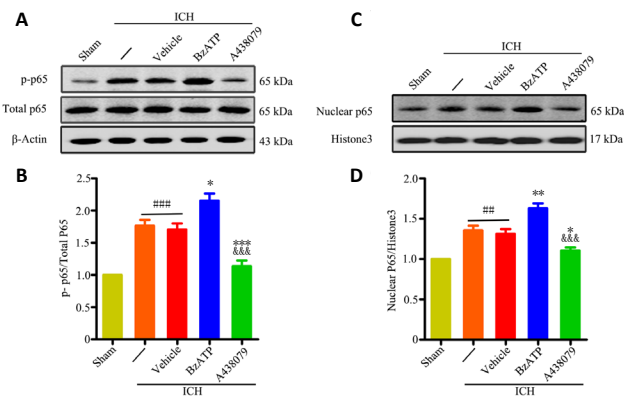 A
ICH
Sham
—
Vehicle
BzATP
A438079
p-p65
65 kDa
Total p65
65 kDa
β-Actin
43 kDa
B
p- p65/Total P65
2.5
2.0
1.5
1.0
0.5
0.0
###
*
***
&&&
Sham
—
Vehicle
BzATP
A438079
ICH
C
ICH
Sham
—
Vehicle
BzATP
A438079
Nuclear p65
65 kDa
Histone3
17 kDa
D
Nuclear P65/Histone3
2.0
1.5
1.0
0.5
0.0
##
**
*
&&&
Sham
—
Vehicle
BzATP
A438079
ICH